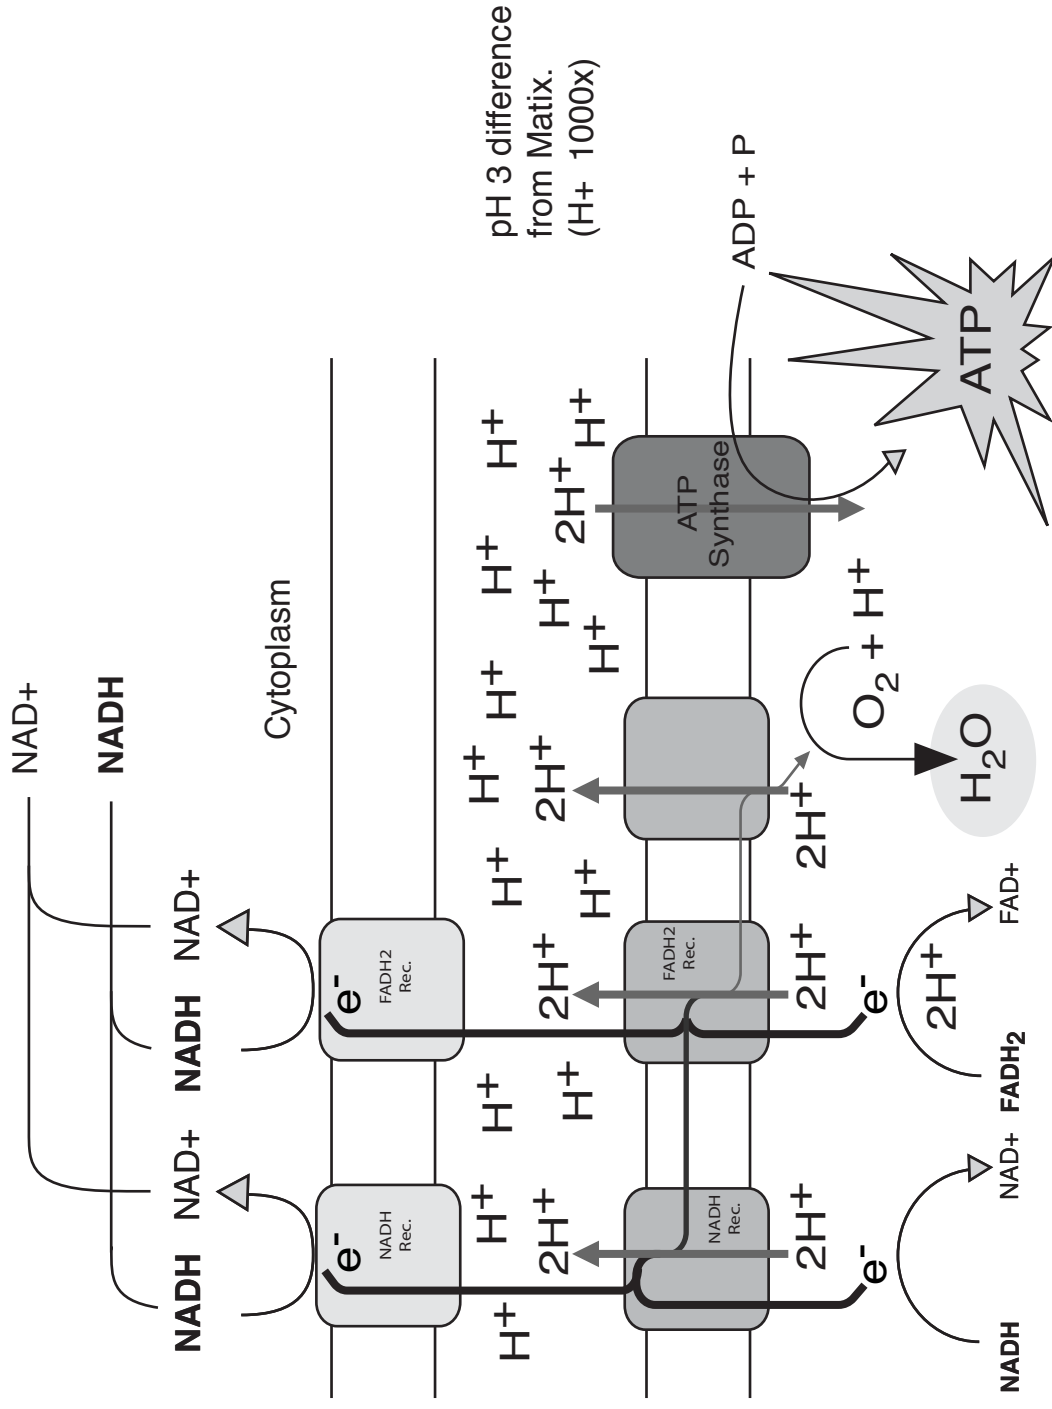 NAD+
NADH
NADH NAD+ NADH NAD+
Cytoplasm
e- e-
NADH
Rec.
FADH2
Rec.
H+ H+ H+ H+ H+ H+ H+ H+
pH 3 difference
from Matix.
(H+ 1000x)
2H+ H+ 2H+ H+ 2H+ H+ H+ 2H+ H+
NADH
Rec.
FADH2
Rec.
ATP
Synthase
ADP + P
2H+ 2H+ 2H+
e- e- O2 + H+
2H+
H2O ATP
NADH NAD+ FADH2 FAD+